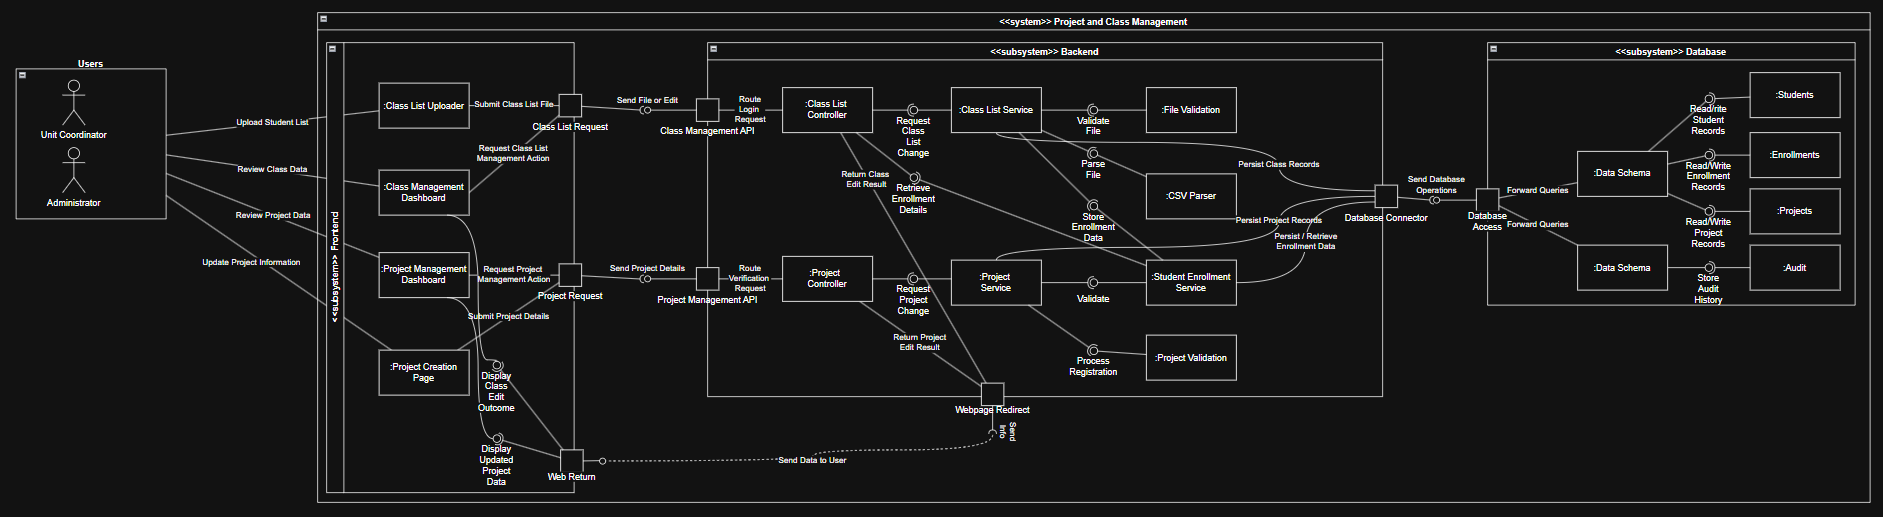 <<system>> Project and Class Management
Users
Unit Coordinator
Administrator
Upload Student List
Review Class Data
Review Project Data
Update Project Information
<<subsystem>> Frontend
:Class List Uploader
:Class Management
Dashboard
:Project Management
Dashboard
:Project Creation
Page
Submit Class List File
Request Class List
Management Action
Request Project
Management Action
Submit Project Details
Display
Class
Edit
Outcome
Display
Updated
Project
Data
Class List Request
Project Request
Web Return
Send File or Edit
Send Project Details
Send Data to User
<<subsystem>> Backend
Class Management API
Project Management API
Route
Login
Request
Route
Verification
Request
:Class List
Controller
:Project
Controller
Request
Class
List
Change
Return Class
Edit Result
Retrieve
Enrollment
Details
Request
Project
Change
Return Project
Edit Result
Webpage Redirect
Send
Info
:Class List Service
:Project
Service
Validate
File
Parse
File
Store
Enrollment
Data
Validate
Process
Registration
:File Validation
:CSV Parser
:Student Enrollment
Service
:Project Validation
Persist Class Records
Persist Project Records
Persist / Retrieve
Enrollment Data
Database Connector
Send Database
Operations
<<subsystem>> Database
Database
Access
Forward Queries
Forward Queries
:Data Schema
:Data Schema
Read/rite
Student
Records
Read/Write
Enrollment
Records
Read/Write
Project
Records
Store
Audit
History
:Students
:Enrollments
:Projects
:Audit